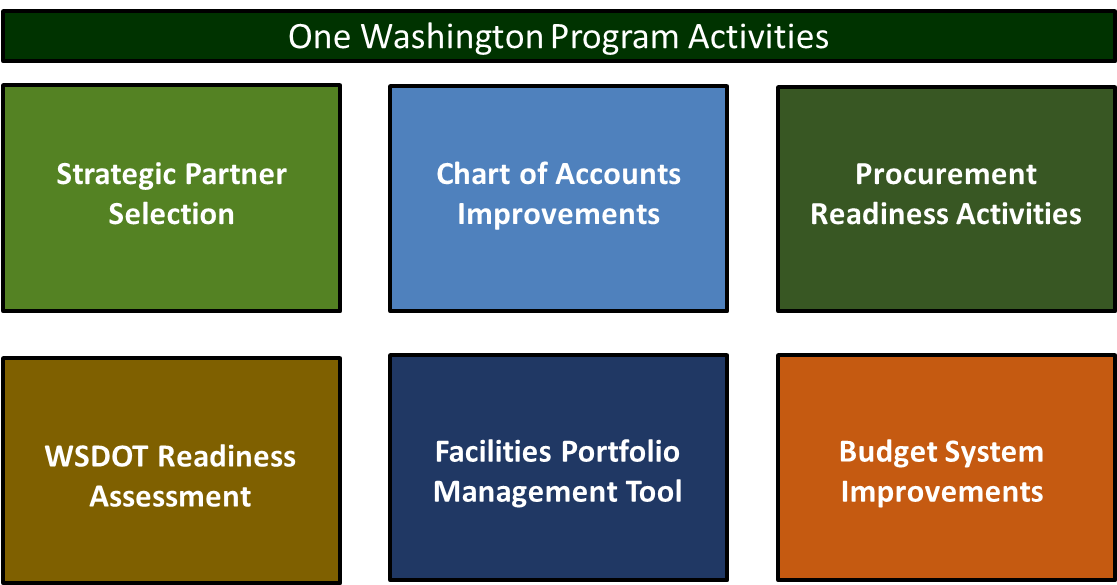 One Washington Program Activities
Strategic Partner
Selection
Chart of Accounts
Improvements
Procurement
Readiness Activities
WSDOT Readiness
Assessment
Facilities Portfolio
Management Tool
Budget System
Improvements